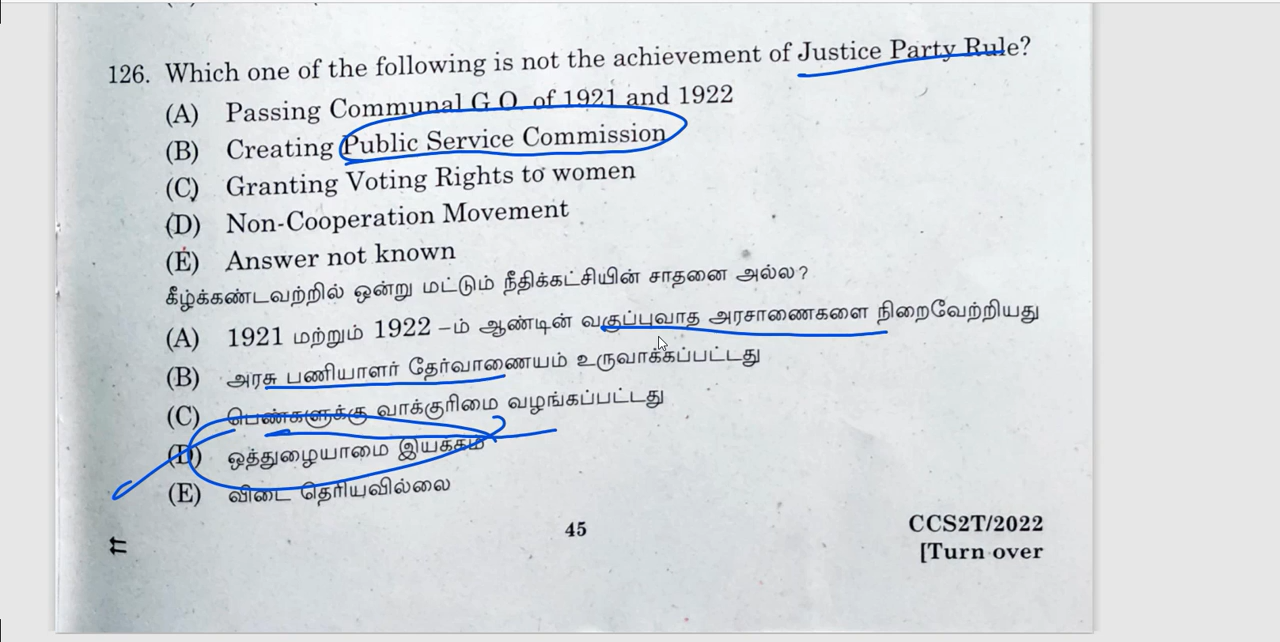 126. Which one of the following is not the achievement of Justice Party Rule?
(A) Passing Communal G.O. of 1921 and 1922
(B) Creating Public Service Commission
(C) Granting Voting Rights to women
(D) Non-Cooperation Movement
(E) Answer not known
கீழ்க்கண்டவற்றில் ஒன்று மட்டும் நீதிக்கட்சியின் சாதனை அல்ல?
(A) 1921 மற்றும் 1922 –ம் ஆண்டின் வகுப்புவாத அரசாணைகளை நிறைவேற்றியது
(B) அரசு பணியாளர் தேர்வாணையம் உருவாக்கப்பட்டது
(C) பெண்களுக்கு வாக்குரிமை வழங்கப்பட்டது
(D) ஒத்துழையாமை இயக்கம்
(E) விடை தெரியவில்லை
45
CCS2T/2022
[Turn over